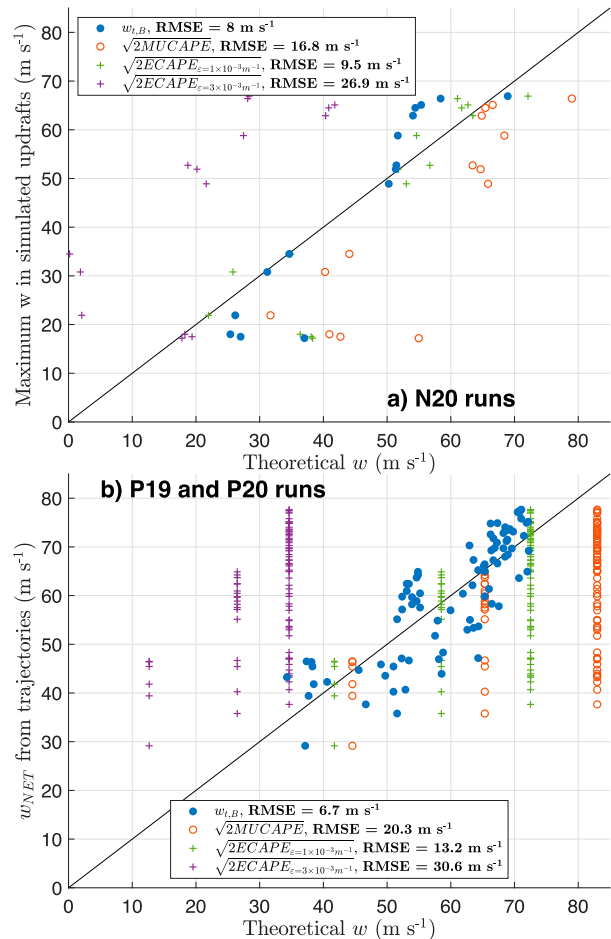 80
70
60
50
40
30
20
10
0
Maximum w in simulated updrafts (m s⁻¹)
w_{t,B}, RMSE = 8 m s⁻¹
√2MUCAPE, RMSE = 16.8 m s⁻¹
√2ECAPE_{ε=1×10⁻³m⁻¹}, RMSE = 9.5 m s⁻¹
√2ECAPE_{ε=3×10⁻³m⁻¹}, RMSE = 26.9 m s⁻¹
a) N20 runs
0 10 20 30 40 50 60 70 80
Theoretical w (m s⁻¹)
b) P19 and P20 runs
80
70
60
50
40
30
20
10
0
w_{NET} from trajectories (m s⁻¹)
w_{t,B}, RMSE = 6.7 m s⁻¹
√2MUCAPE, RMSE = 20.3 m s⁻¹
√2ECAPE_{ε=1×10⁻³m⁻¹}, RMSE = 13.2 m s⁻¹
√2ECAPE_{ε=3×10⁻³m⁻¹}, RMSE = 30.6 m s⁻¹
0 10 20 30 40 50 60 70 80
Theoretical w (m s⁻¹)